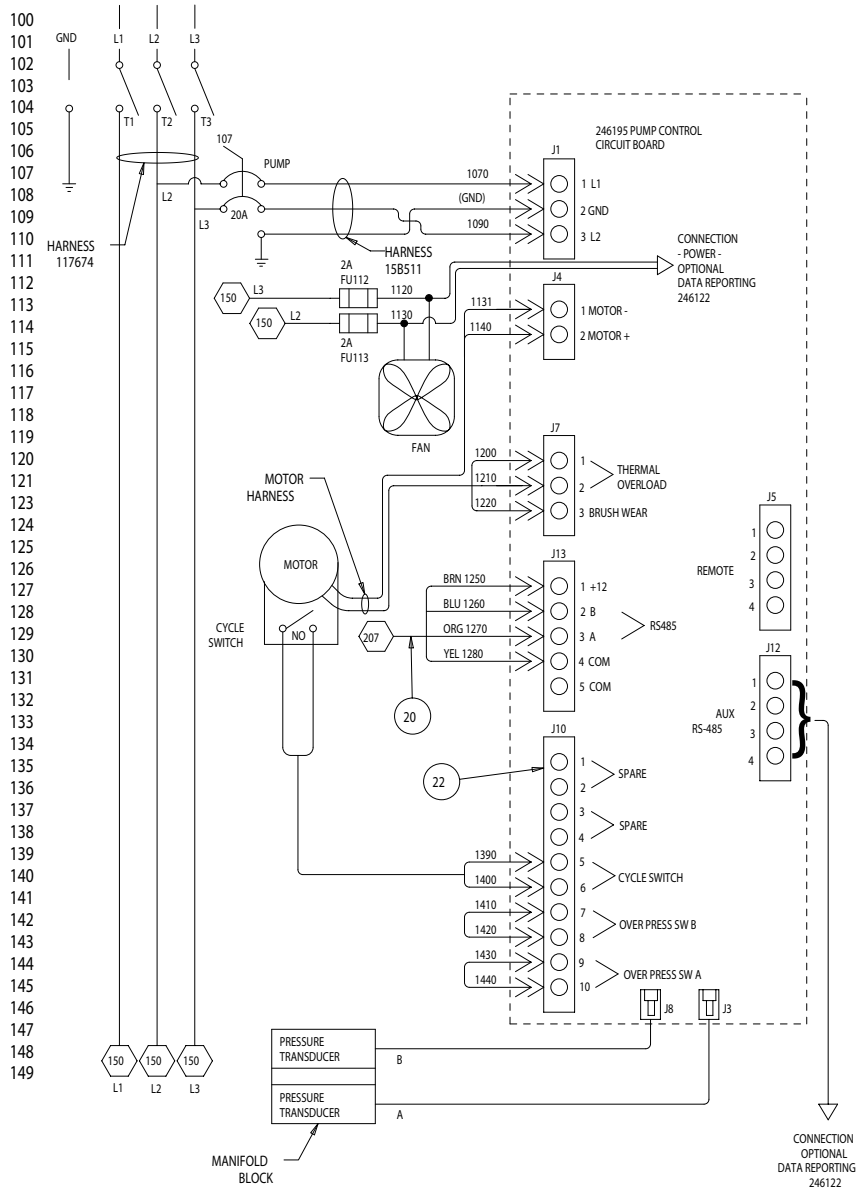 100
101
102
103
104
105
106
107
108
109
110
111
112
113
114
115
116
117
118
119
120
121
123
124
125
126
127
128
129
130
131
132
133
134
135
136
137
138
139
140
141
142
143
144
145
146
147
148
149
GND
L1
L2
L3
T1
T2
T3
107
PUMP
L2
L3
20A
HARNESS
117674
HARNESS
15B511
1070
(GND)
1090
246195 PUMP CONTROL
CIRCUIT BOARD
J1
1 L1
2 GND
3 L2
CONNECTION
- POWER -
OPTIONAL
DATA REPORTING
246122
2A
FU112
150
L3
1120
150
L2
1130
2A
FU113
FAN
J4
1131
1 MOTOR -
1140
2 MOTOR +
J7
1200
1
1210
2
THERMAL
OVERLOAD
1220
3 BRUSH WEAR
MOTOR
HARNESS
MOTOR
CYCLE
SWITCH
NO
J13
BRN 1250
1 +12
BLU 1260
2 B
ORG 1270
3 A
RS485
YEL 1280
4 COM
5 COM
207
20
22
J5
REMOTE
1
2
3
4
J12
AUX
RS-485
1
2
3
4
J10
1
2
SPARE
3
4
SPARE
1390
5
1400
6
CYCLE SWITCH
1410
7
1420
8
OVER PRESS SW B
1430
9
1440
10
OVER PRESS SW A
J8
J3
150
150
150
L1
L2
L3
PRESSURE
TRANSDUCER
B
PRESSURE
TRANSDUCER
A
MANIFOLD
BLOCK
CONNECTION
OPTIONAL
DATA REPORTING
246122